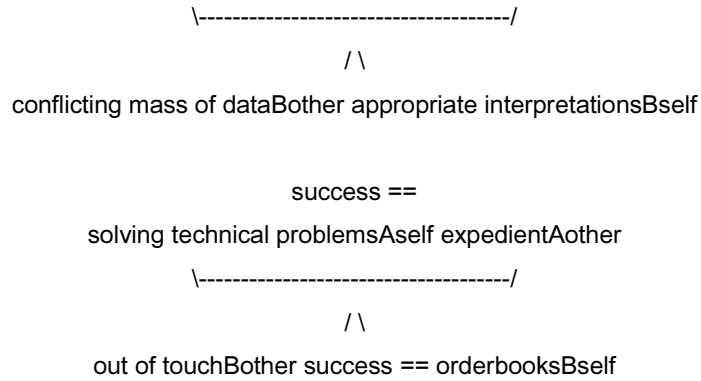 \-------------------------------------/
/ \
conflicting mass of dataBother appropriate interpretationsBself
success ==
solving technical problemsAself expedientAother
\-------------------------------------/
/ \
out of touchBother success == orderbooksBself